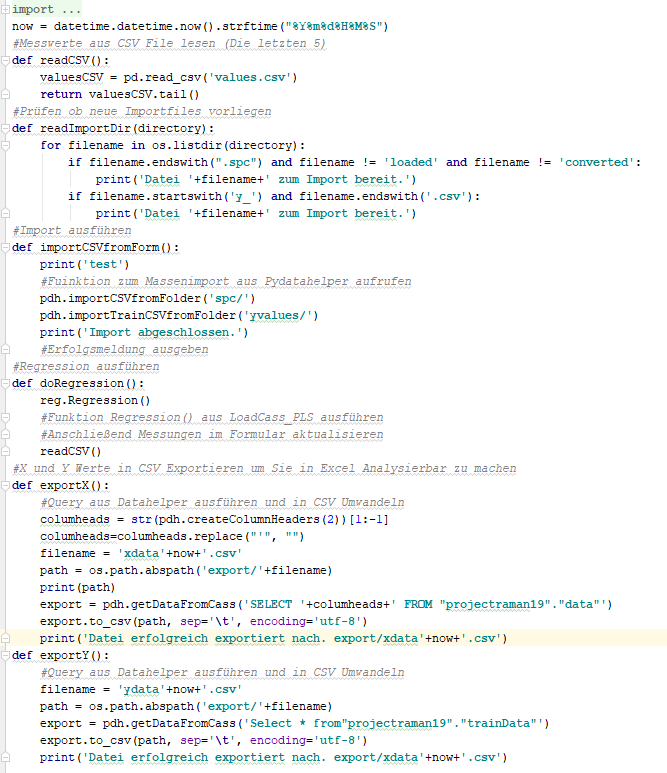 import ...
now = datetime.datetime.now().strftime("%Y%m%d%H%M%S")
#Messwerte aus CSV File lesen (Die letzten 5)
def readCSV():
    valuesCSV = pd.read_csv('values.csv')
    return valuesCSV.tail()
#Prüfen ob neue Importfiles vorliegen
def readImportDir(directory):
    for filename in os.listdir(directory):
        if filename.endswith(".spc") and filename != 'loaded' and filename != 'converted':
            print('Datei '+filename+' zum Import bereit.')
        if filename.startswith('y_') and filename.endswith('.csv'):
            print('Datei '+filename+' zum Import bereit.')
#Import ausführen
def importCSVfromForm():
    print('test')
    #Fuinktion zum Massenimport aus Pydatahelper aufrufen
    pdh.importCSVfromFolder('spc/')
    pdh.importTrainCSVfromFolder('yvalues/')
    print('Import abgeschlossen.')
    #Erfolgsmeldung ausgeben
#Regression ausführen
def doRegression():
    reg.Regression()
    #Funktion Regression() aus LoadCass_PLS ausführen
    #Anschließend Messungen im Formular aktualisieren
    readCSV()
#X und Y Werte in CSV Exportieren um Sie in Excel Analysierbar zu machen
def exportX():
    #Query aus Datahelper ausführen und in CSV Umwandeln
    columheads = str(pdh.createColumnHeaders(2))[1:-1]
    columheads=columheads.replace("'", "")
    filename = 'xdata'+now+'.csv'
    path = os.path.abspath('export/'+filename)
    print(path)
    export = pdh.getDataFromCass('SELECT '+columheads+' FROM "projectraman19"."data"')
    export.to_csv(path, sep='\t', encoding='utf-8')
    print('Datei erfolgreich exportiert nach. export/xdata'+now+'.csv')
def exportY():
    #Query aus Datahelper ausführen und in CSV Umwandeln
    filename = 'ydata'+now+'.csv'
    path = os.path.abspath('export/'+filename)
    export = pdh.getDataFromCass('Select * from"projectraman19"."trainData"')
    export.to_csv(path, sep='\t', encoding='utf-8')
    print('Datei erfolgreich exportiert nach. export/xdata'+now+'.csv')